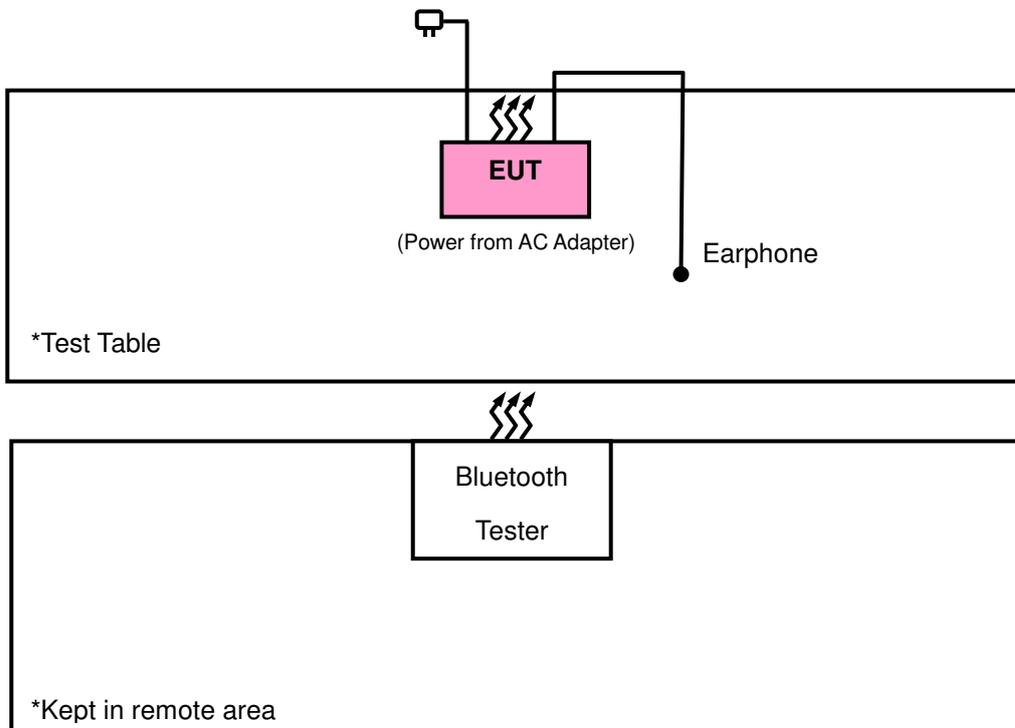 EUT
(Power from AC Adapter)
Earphone
*Test Table
Bluetooth
Tester
*Kept in remote area